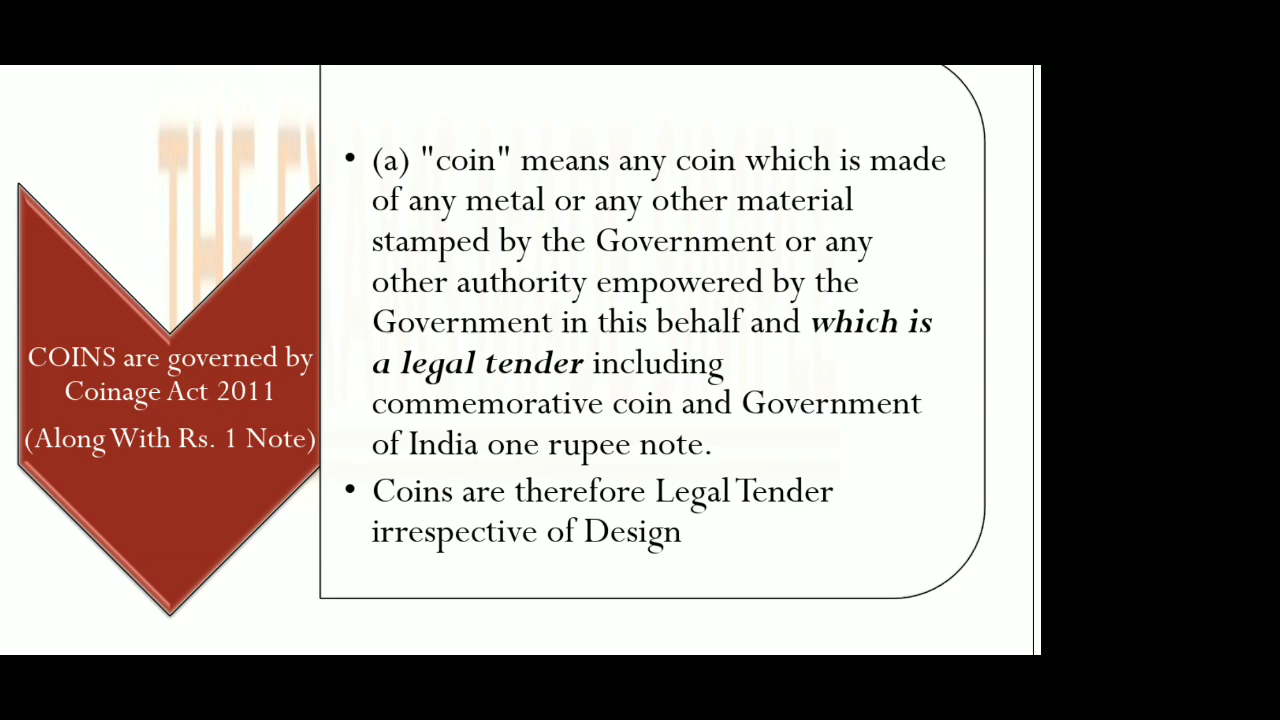 COINS are governed by
Coinage Act 2011
(Along With Rs. 1 Note)
• (a) "coin" means any coin which is made
of any metal or any other material
stamped by the Government or any
other authority empowered by the
Government in this behalf and which is
a legal tender including
commemorative coin and Government
of India one rupee note.
• Coins are therefore Legal Tender
irrespective of Design